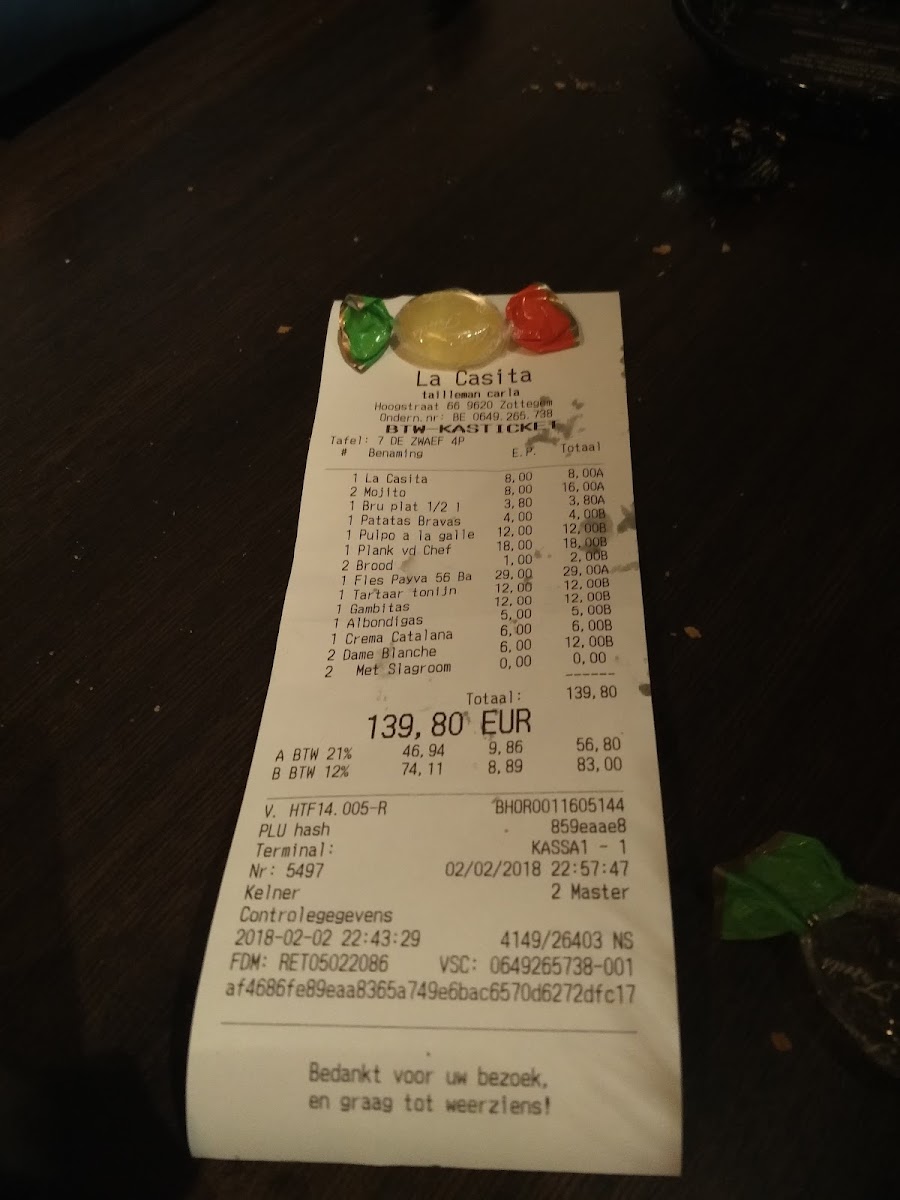 La Casita
tailleman carla
Hoogstraat 66 9620 Zottegem
Ondern.nr: BE 0649.265.738
BTW-KASTICKET
Tafel: 7 DE ZWAEF 4P
# Benaming E.P. Totaal
1 La Casita 8,00 8,00A
2 Mojito 8,00 16,00A
1 Bru plat 1/2 l 3,80 3,80A
1 Patatas Bravas 4,00 4,00B
1 Pulpo a la galle 12,00 12,00B
1 Plank vd Chef 18,00 18,00B
2 Brood 1,00 2,00B
1 Fles Payva 56 Ba 29,00 29,00A
1 Tartaar tonijn 12,00 12,00B
1 Gambitas 12,00 12,00B
1 Albondigas 5,00 5,00B
1 Crema Catalana 6,00 6,00B
2 Dame Blanche 6,00 12,00B
2 Met Slagroom 0,00 0,00
------
Totaal: 139,80
139,80 EUR
A BTW 21% 46,94 9,86 56,80
B BTW 12% 74,11 8,89 83,00
V. HTF14.005-R BHOR0011605144
PLU hash 859eaae8
Terminal: KASSA1 - 1
Nr: 5497 02/02/2018 22:57:47
Kelner 2 Master
Controlegegevens
2018-02-02 22:43:29 4149/26403 NS
FDM: RET05022086 VSC: 0649265738-001
af4686fe89eaa8365a749e6bac6570d6272dfc17
Bedankt voor uw bezoek,
en graag tot weerziens!